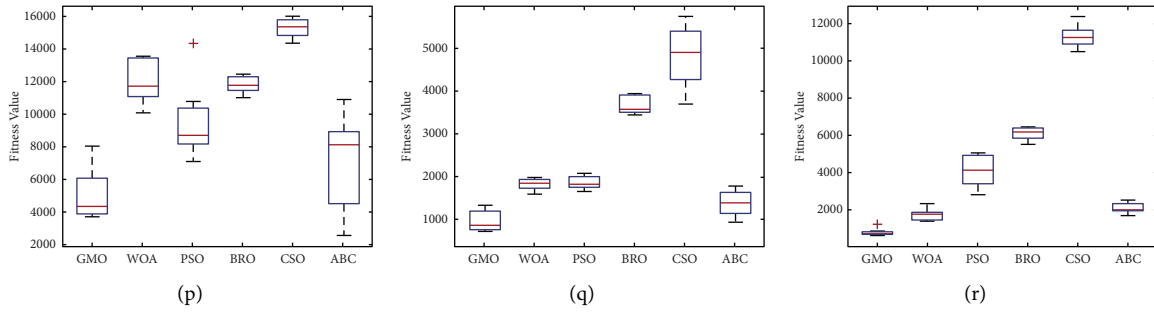 16000
14000
12000
10000
8000
6000
4000
2000
Fitness Value
GMO WOA PSO BRO CSO ABC
(p)
5000
4000
3000
2000
1000
Fitness Value
GMO WOA PSO BRO CSO ABC
(q)
12000
10000
8000
6000
4000
2000
Fitness Value
GMO WOA PSO BRO CSO ABC
(r)